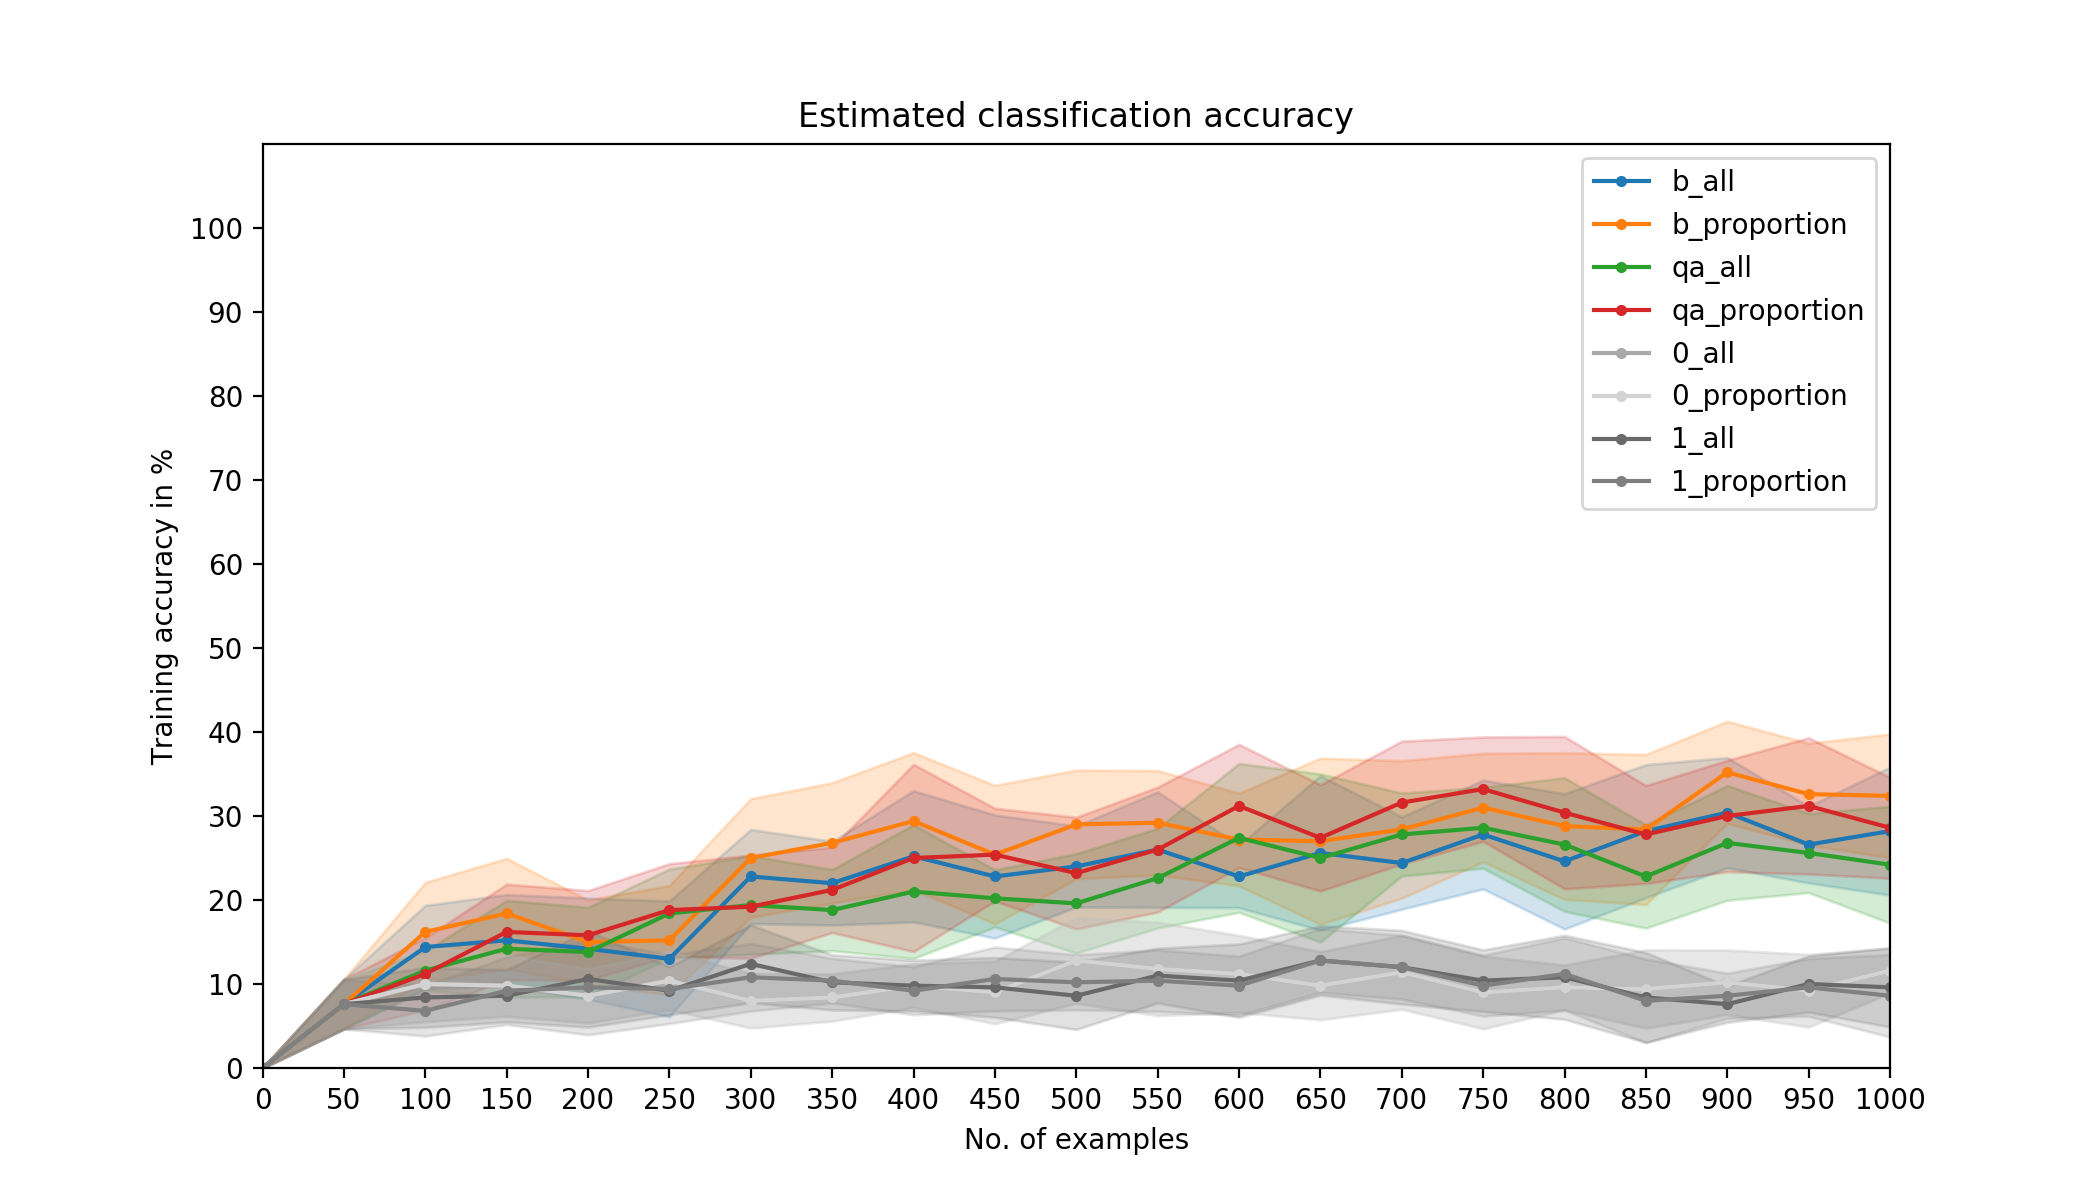 Estimated classification accuracy
b_all
b_proportion
qa_all
qa_proportion
0_all
0_proportion
1_all
1_proportion
100
90
80
70
60
50
40
30
20
10
0
Training accuracy in %
0 50 100 150 200 250 300 350 400 450 500 550 600 650 700 750 800 850 900 950 1000
No. of examples